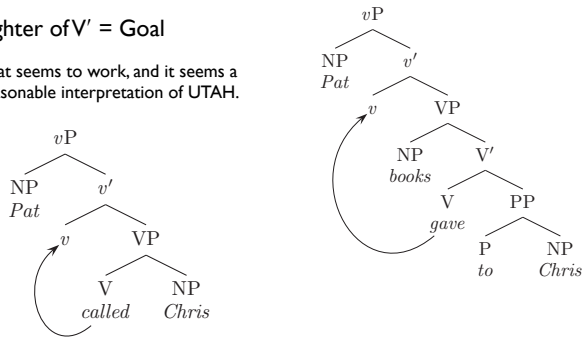 ghter of V′ = Goal
at seems to work, and it seems a
sonable interpretation of UTAH.
vP
NP v′
Pat
v VP
V NP
called Chris
vP
NP v′
Pat
v VP
NP V′
books
V PP
gave
P NP
to Chris